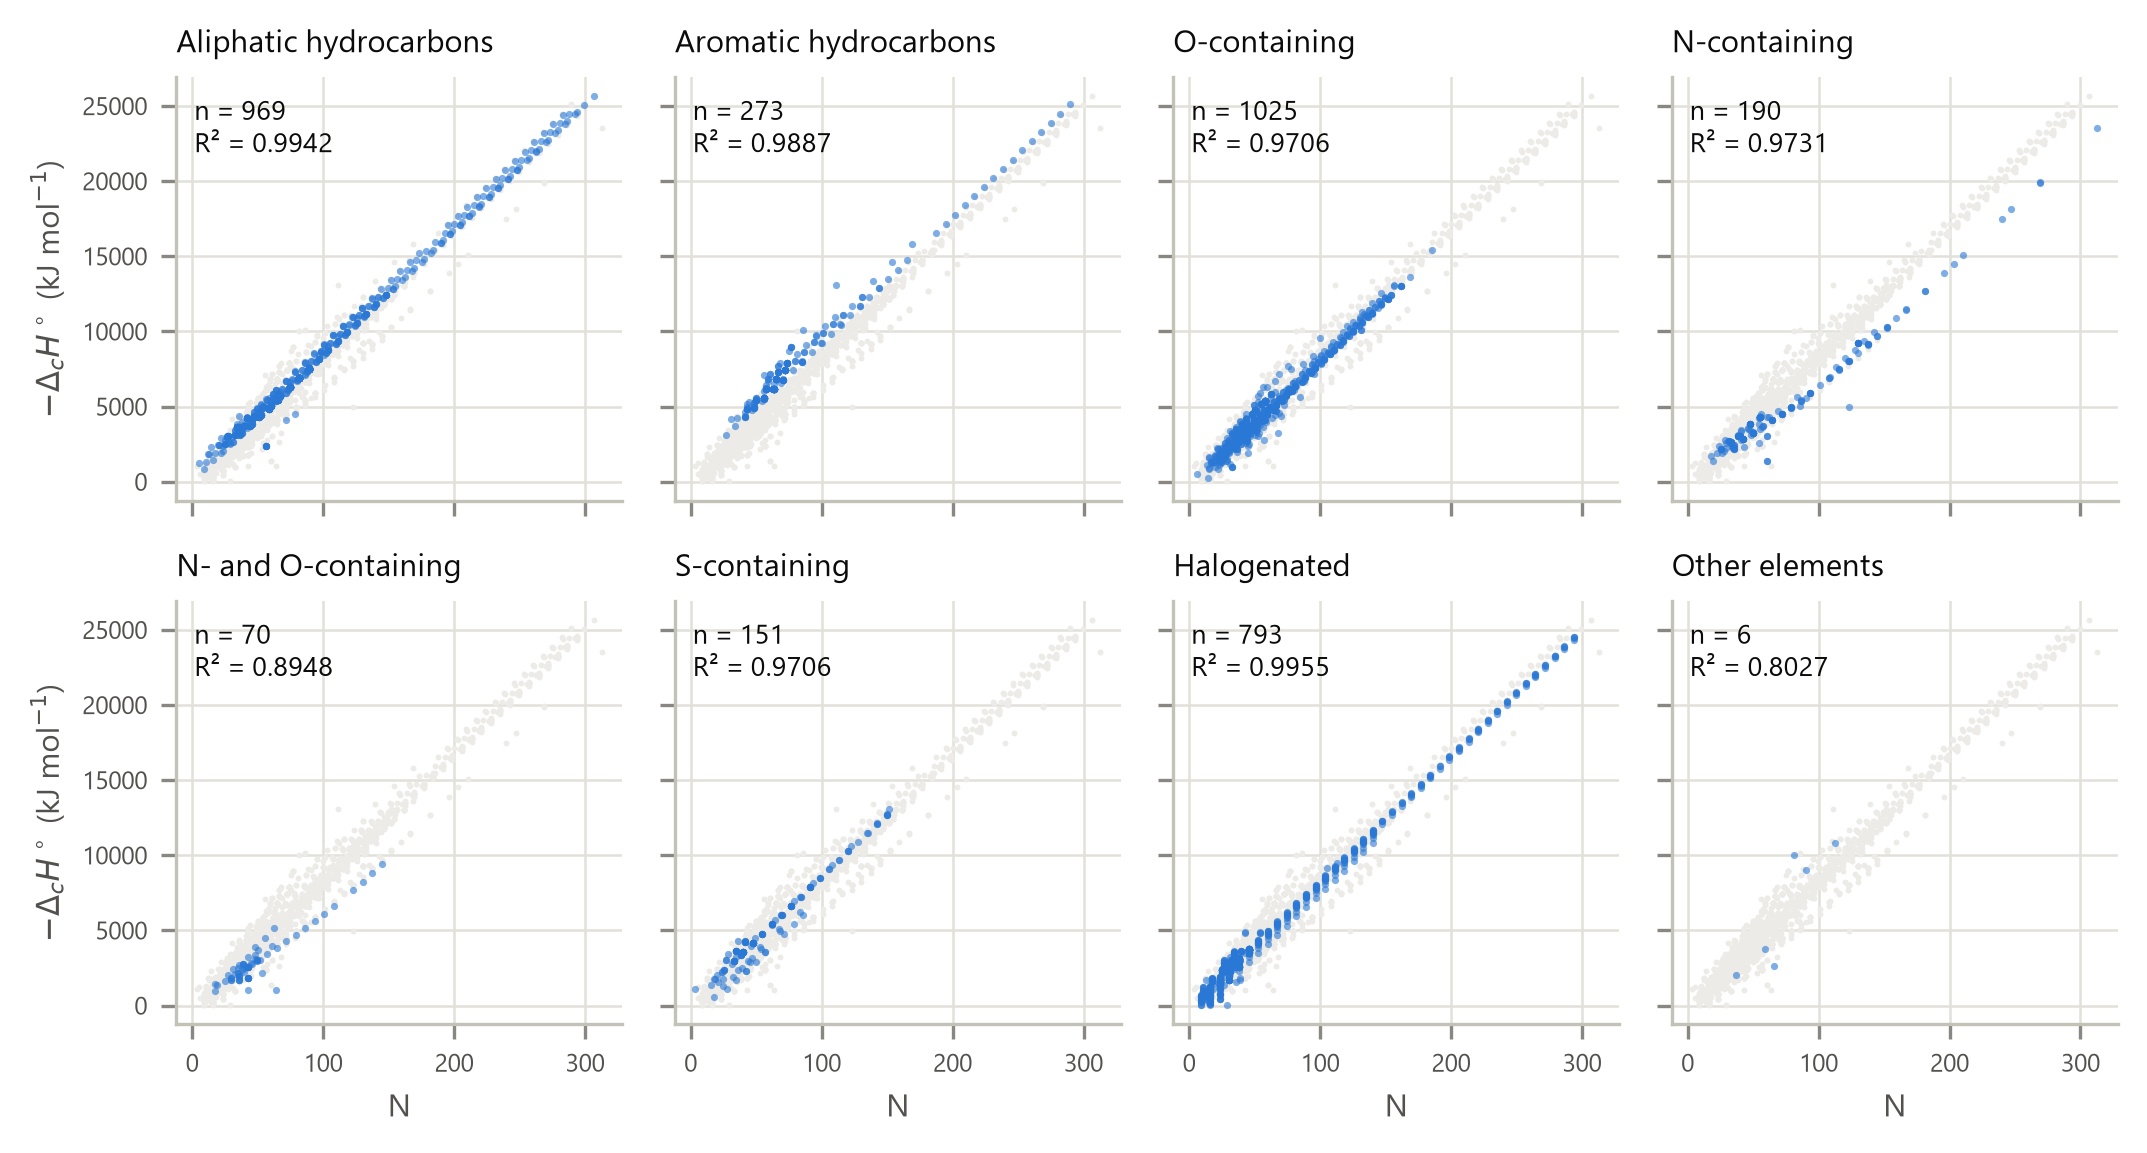 Aliphatic hydrocarbons
n = 969
R² = 0.9942
Aromatic hydrocarbons
n = 273
R² = 0.9887
O-containing
n = 1025
R² = 0.9706
N-containing
n = 190
R² = 0.9731
25000
20000
15000
10000
5000
0
−Δ_cH° (kJ mol⁻¹)
N- and O-containing
n = 70
R² = 0.8948
S-containing
n = 151
R² = 0.9706
Halogenated
n = 793
R² = 0.9955
Other elements
n = 6
R² = 0.8027
25000
20000
15000
10000
5000
0
−Δ_cH° (kJ mol⁻¹)
0 100 200 300
0 100 200 300
0 100 200 300
0 100 200 300
N
N
N
N